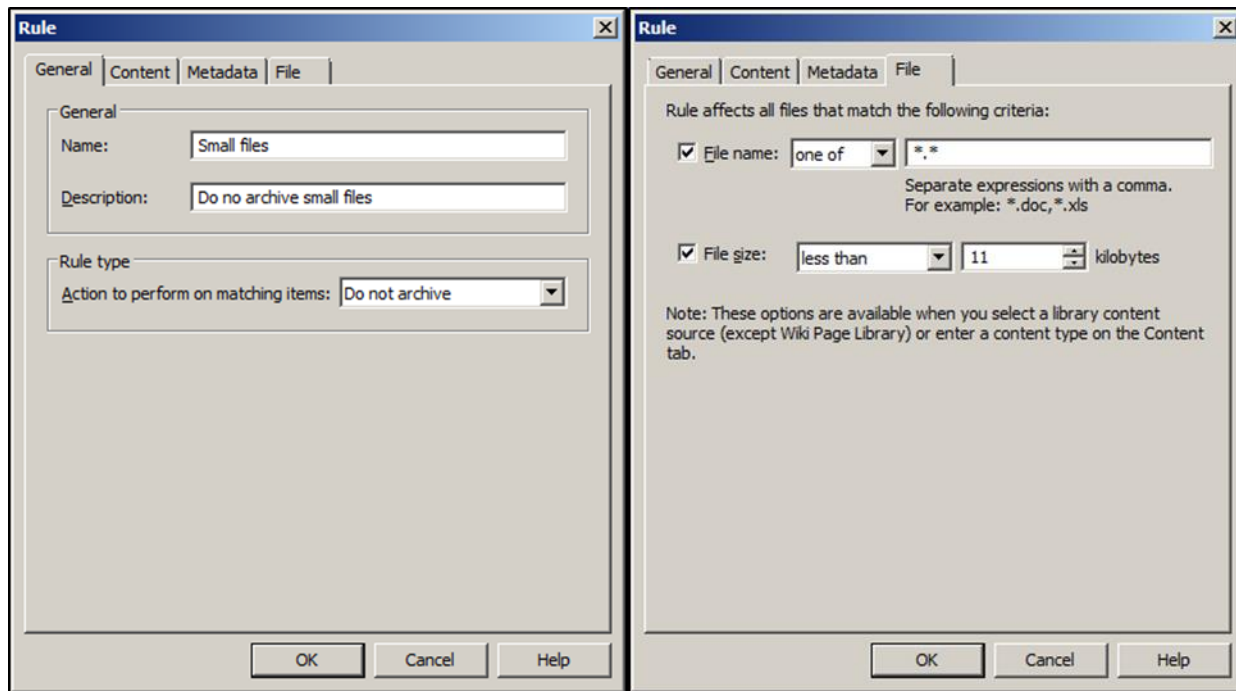 Rule
General Content Metadata File
General
Name: Small files
Description: Do no archive small files
Rule type
Action to perform on matching items: Do not archive
OK Cancel Help
Rule
General Content Metadata File
Rule affects all files that match the following criteria:
File name: one of *.*
Separate expressions with a comma.
For example: *.doc,*.xls
File size: less than 11 kilobytes
Note: These options are available when you select a library content
source (except Wiki Page Library) or enter a content type on the Content
tab.
OK Cancel Help